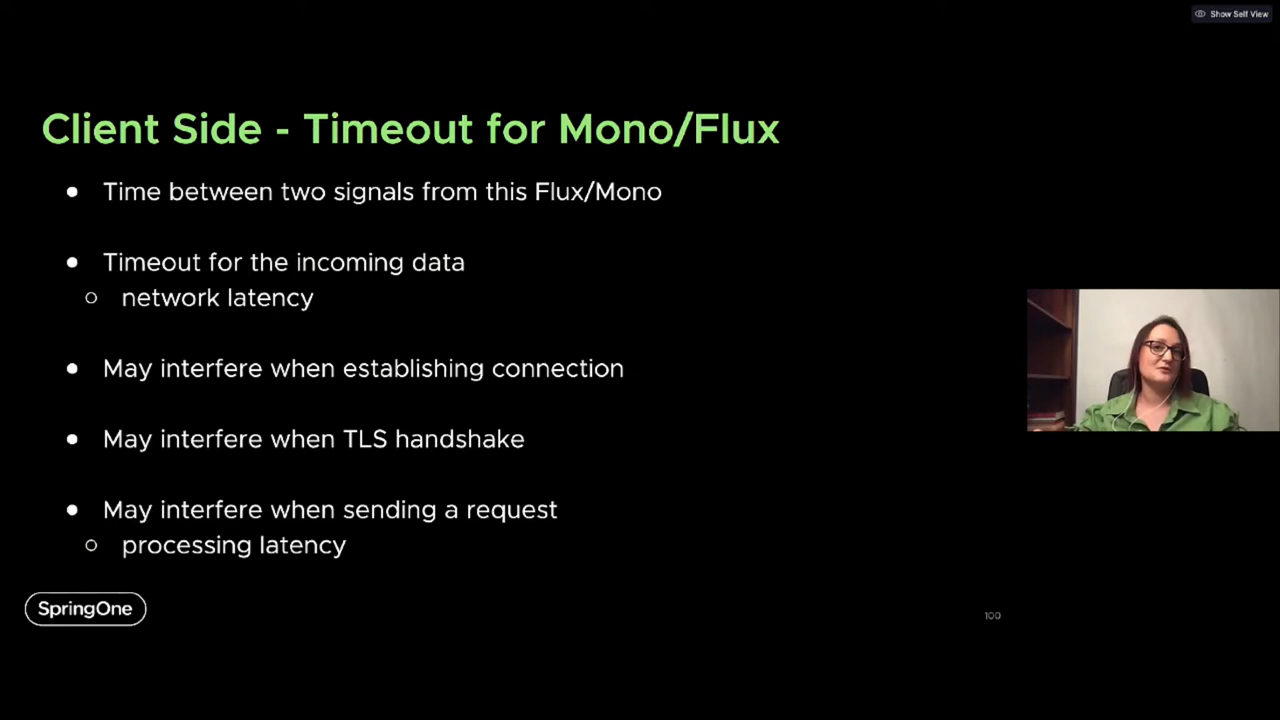 Show Self View
Client Side - Timeout for Mono/Flux
● Time between two signals from this Flux/Mono
● Timeout for the incoming data
○ network latency
● May interfere when establishing connection
● May interfere when TLS handshake
● May interfere when sending a request
○ processing latency
SpringOne
100